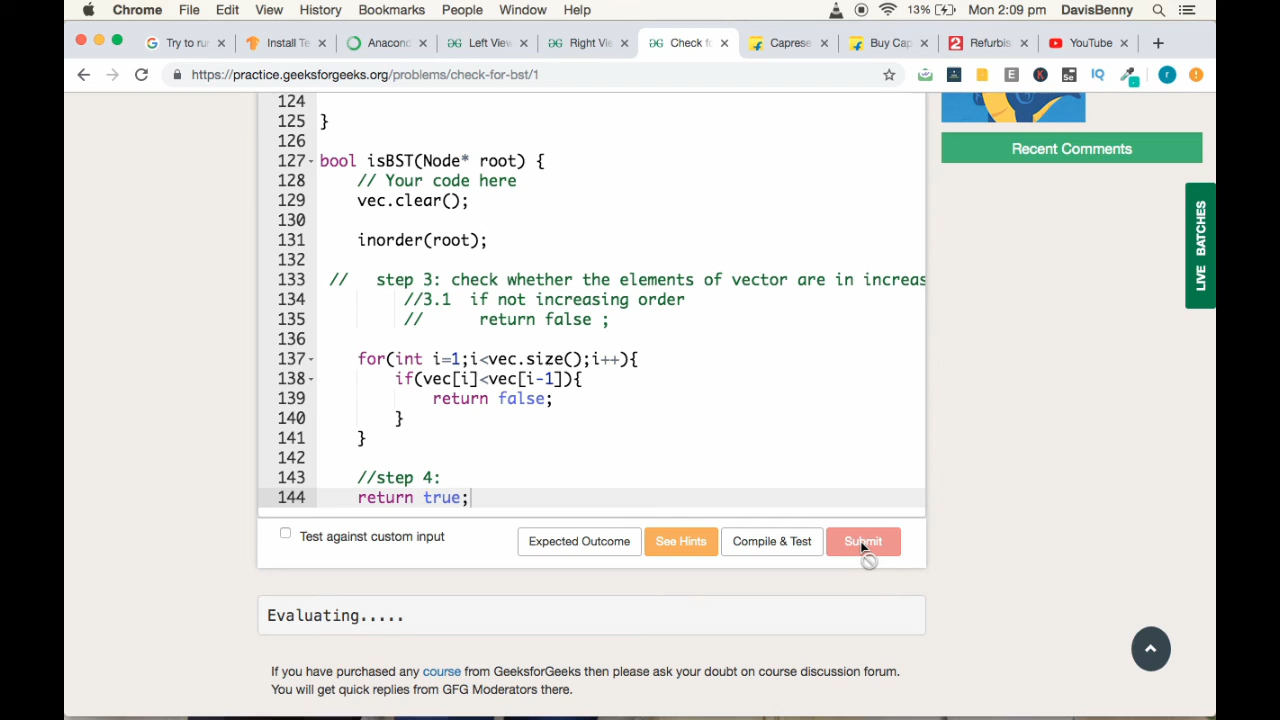 Chrome File Edit View History Bookmarks People Window Help 13% Mon 2:09 pm DavisBenny
Try to ru Install Te Anacond Left View Right Vie Check fo Caprese Buy Cap Refurbis YouTube
https://practice.geeksforgeeks.org/problems/check-for-bst/1
124
125 }
126
127 bool isBST(Node* root) {
128 // Your code here
129 vec.clear();
130
131 inorder(root);
132
133 // step 3: check whether the elements of vector are in increas
134 //3.1 if not increasing order
135 // return false ;
136
137 for(int i=1;i<vec.size();i++){
138 if(vec[i]<vec[i-1]){
139 return false;
140 }
141 }
142
143 //step 4:
144 return true;
Recent Comments
LIVE BATCHES
Test against custom input Expected Outcome See Hints Compile & Test Submit
Evaluating.....
If you have purchased any course from GeeksforGeeks then please ask your doubt on course discussion forum.
You will get quick replies from GFG Moderators there.